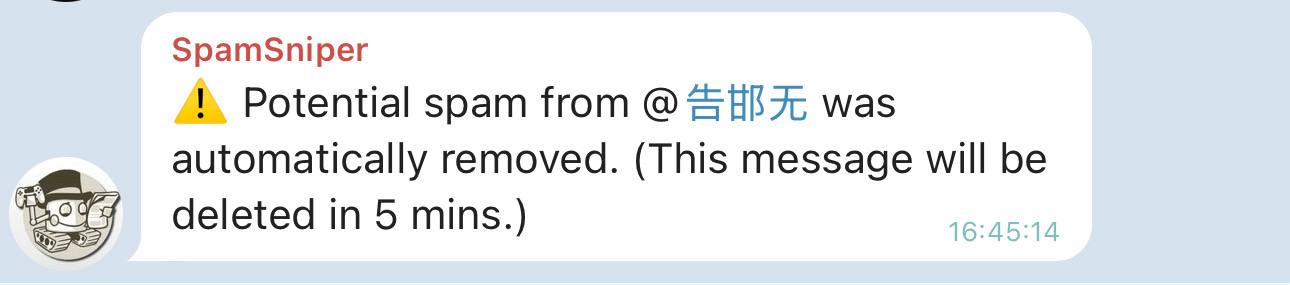 SpamSniper
⚠️ Potential spam from @告邯无 was
automatically removed. (This message will be
deleted in 5 mins.)
16:45:14